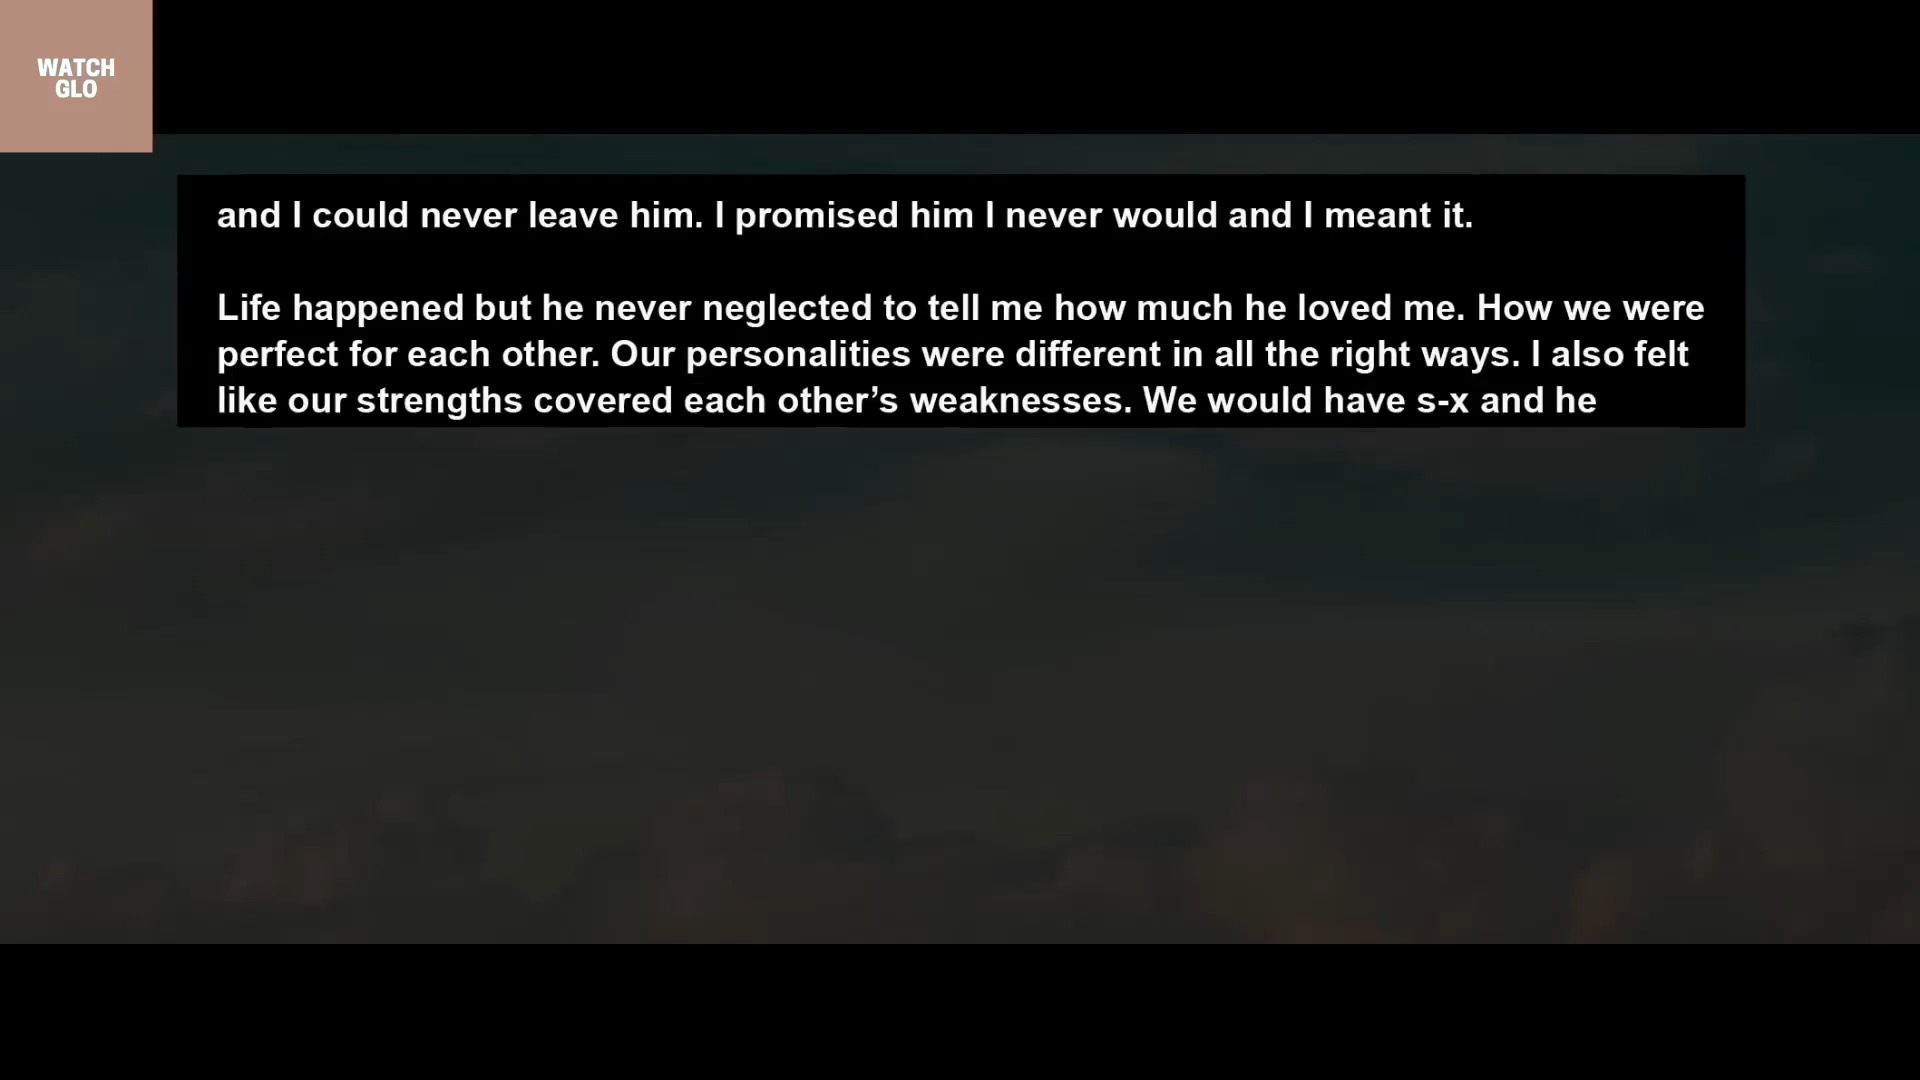 WATCH
GLO
and I could never leave him. I promised him I never would and I meant it.
Life happened but he never neglected to tell me how much he loved me. How we were
perfect for each other. Our personalities were different in all the right ways. I also felt
like our strengths covered each other’s weaknesses. We would have s-x and he